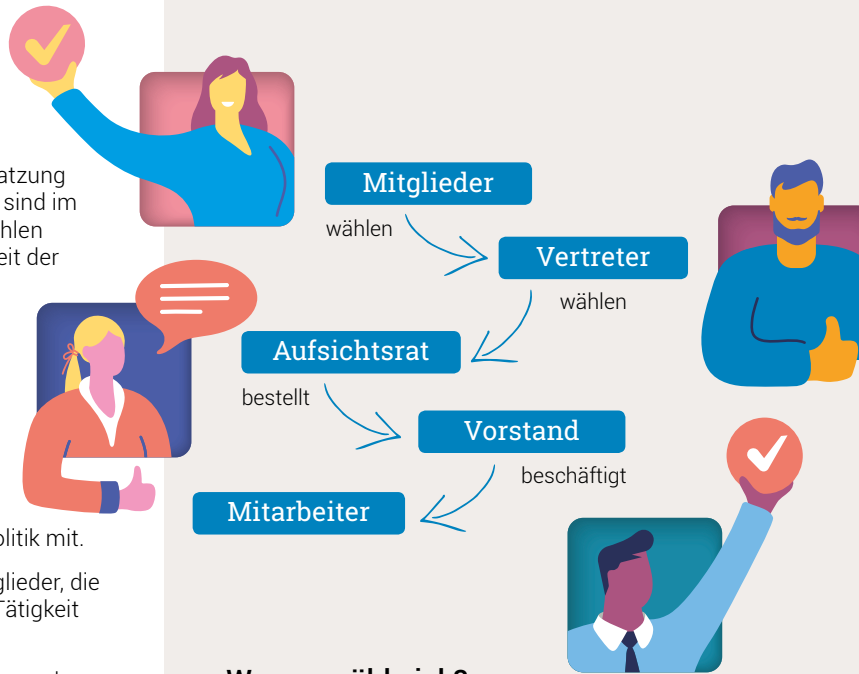 atzung
sind im
hlen
eit der
olitik mit.
glieder, die
Tätigkeit
Mitglieder
wählen
Vertreter
wählen
Aufsichtsrat
bestellt
Vorstand
beschäftigt
Mitarbeiter